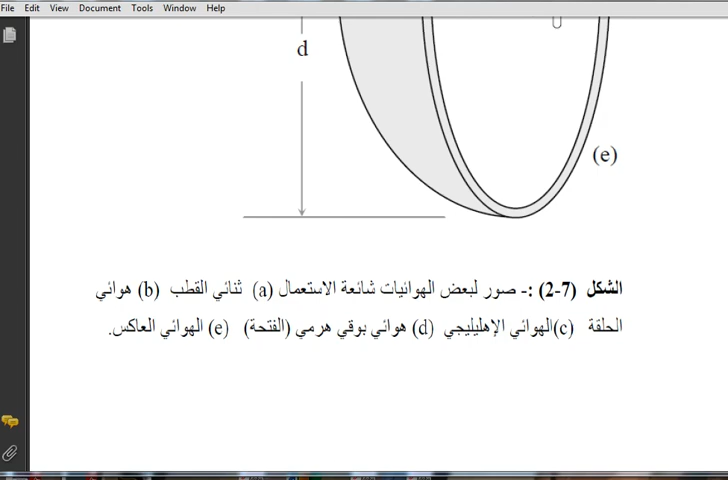 File Edit View Document Tools Window Help
d
(e)
الشكل (7-2) :- صور لبعض الهوائيات شائعة الاستعمال (a) ثنائي القطب (b) هوائي
الحلقة (c)الهوائي الإهليليجي (d) هوائي بوقي هرمي (الفتحة) (e) الهوائي العاكس.